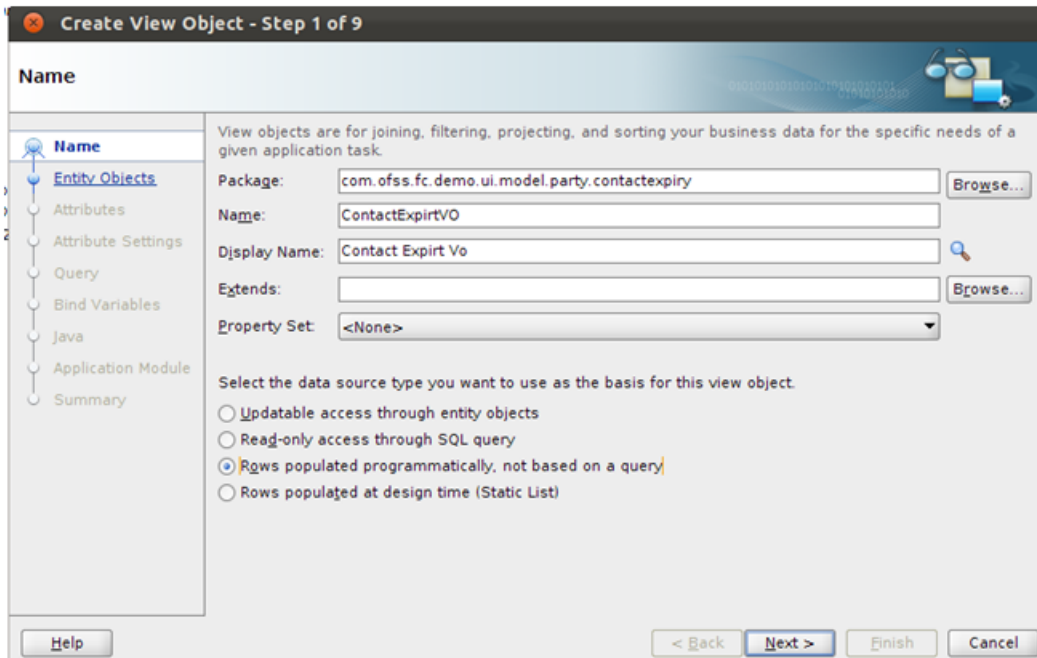 Create View Object - Step 1 of 9
Name
Name
Entity Objects
Attributes
Attribute Settings
Query
Bind Variables
Java
Application Module
Summary
View objects are for joining, filtering, projecting, and sorting your business data for the specific needs of a
given application task.
Package: com.ofss.fc.demo.ui.model.party.contactexpiry Browse...
Name: ContactExpirtVO
Display Name: Contact Expirt Vo
Extends: Browse...
Property Set: <None>
Select the data source type you want to use as the basis for this view object.
Updatable access through entity objects
Read-only access through SQL query
Rows populated programmatically, not based on a query
Rows populated at design time (Static List)
Help < Back Next > Finish Cancel